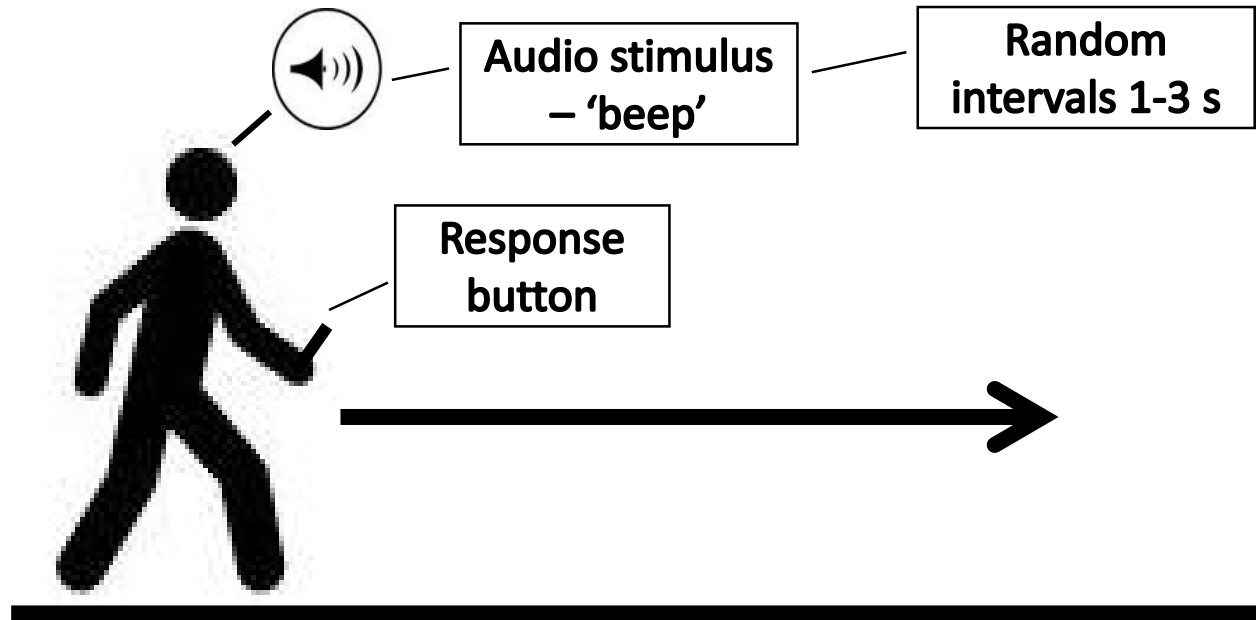 Audio stimulus
– ‘beep’
Random
intervals 1-3 s
Response
button